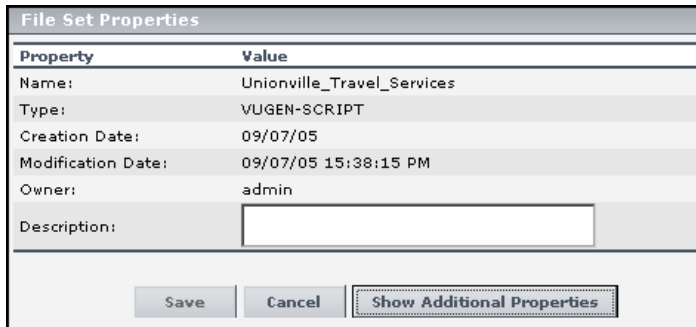 File Set Properties
Property Value
Name: Unionville_Travel_Services
Type: VUGEN-SCRIPT
Creation Date: 09/07/05
Modification Date: 09/07/05 15:38:15 PM
Owner: admin
Description:
Save Cancel Show Additional Properties